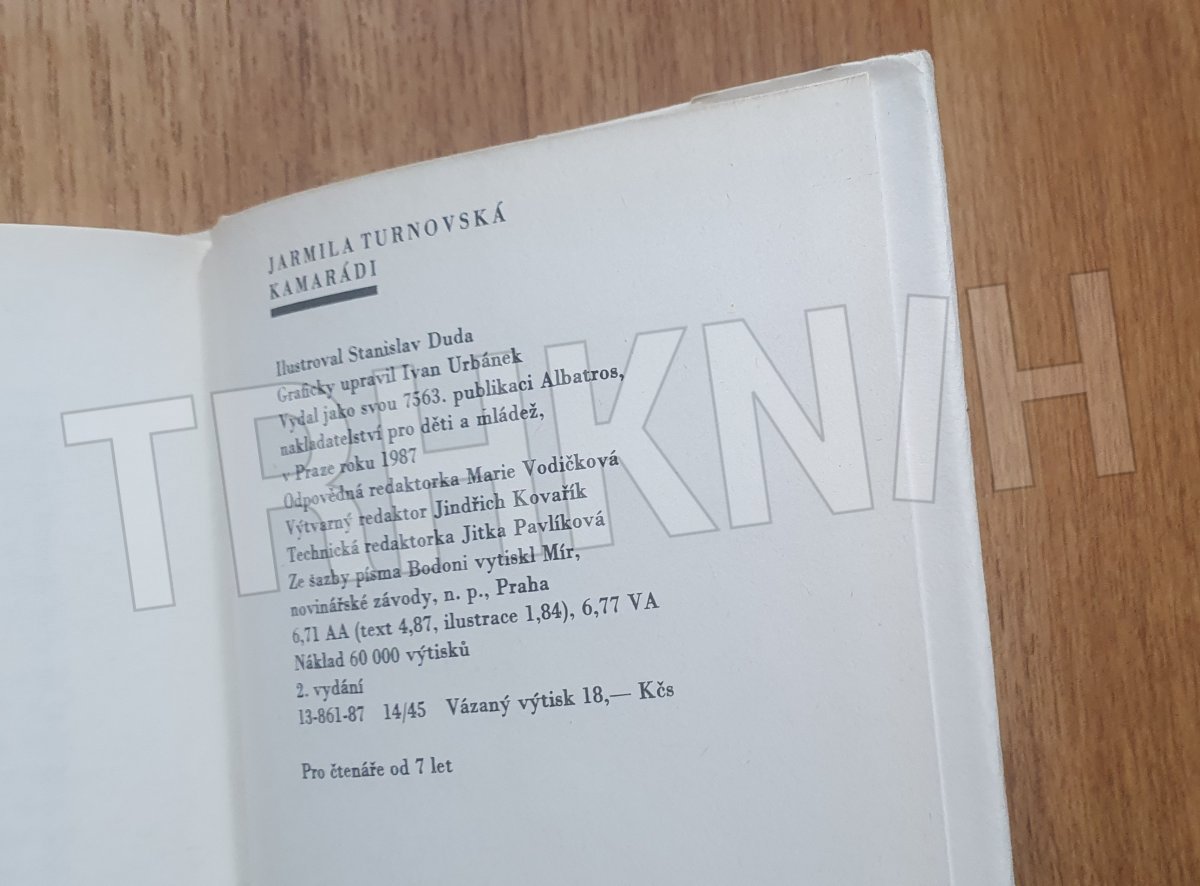 JARMILA TURNOVSKÁ
KAMARÁDI
Ilustroval Stanislav Duda
Graficky upravil Ivan Urbánek
Vydal jako svou 7563. publikaci Albatros,
nakladatelství pro děti a mládež,
v Praze roku 1987
Odpovědná redaktorka Marie Vodičková
Výtvarný redaktor Jindřich Kovařík
Technická redaktorka Jitka Pavlíková
Ze sazby písma Bodoni vytiskl Mír,
novinářské závody, n. p., Praha
6,71 AA (text 4,87, ilustrace 1,84), 6,77 VA
Náklad 60 000 výtisků
2. vydání
13-861-87 14/45 Vázaný výtisk 18,— Kčs
Pro čtenáře od 7 let
TRHKNIH